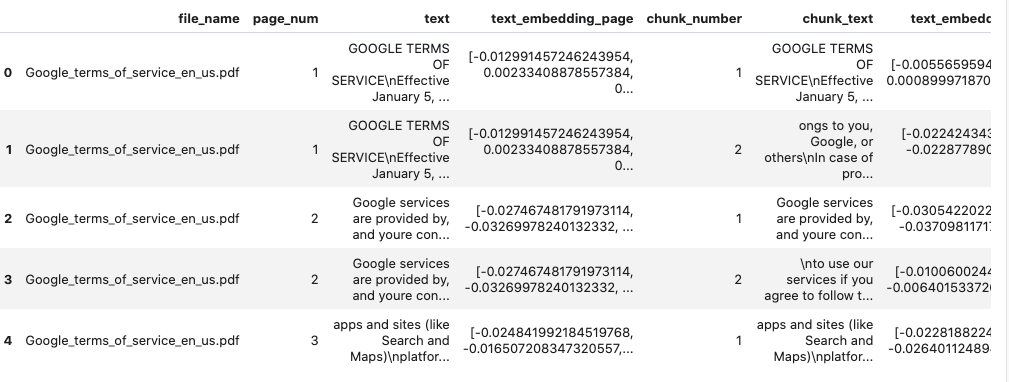 file_name page_num text text_embedding_page chunk_number chunk_text text_embedd
0 Google_terms_of_service_en_us.pdf 1 GOOGLE TERMS OF SERVICE\nEffective January 5, ... [-0.012991457246243954, 0.00233408878557384, 0... 1 GOOGLE TERMS OF SERVICE\nEffective January 5, ... [-0.0055659594 0.000899971870
1 Google_terms_of_service_en_us.pdf 1 GOOGLE TERMS OF SERVICE\nEffective January 5, ... [-0.012991457246243954, 0.00233408878557384, 0... 2 ongs to you, Google, or others\nIn case of pro... [-0.022424343 -0.022877890
2 Google_terms_of_service_en_us.pdf 2 Google services are provided by, and youre con... [-0.027467481791973114, -0.03269978240132332, ... 1 Google services are provided by, and youre con... [-0.0305422022 -0.0370981171
3 Google_terms_of_service_en_us.pdf 2 Google services are provided by, and youre con... [-0.027467481791973114, -0.03269978240132332, ... 2 \nto use our services if you agree to follow t... [-0.0100600244 -0.006401533720
4 Google_terms_of_service_en_us.pdf 3 apps and sites (like Search and Maps)\nplatfor... [-0.024841992184519768, -0.016507208347320557,... 1 apps and sites (like Search and Maps)\nplatfor... [-0.0228188224 -0.0264011248